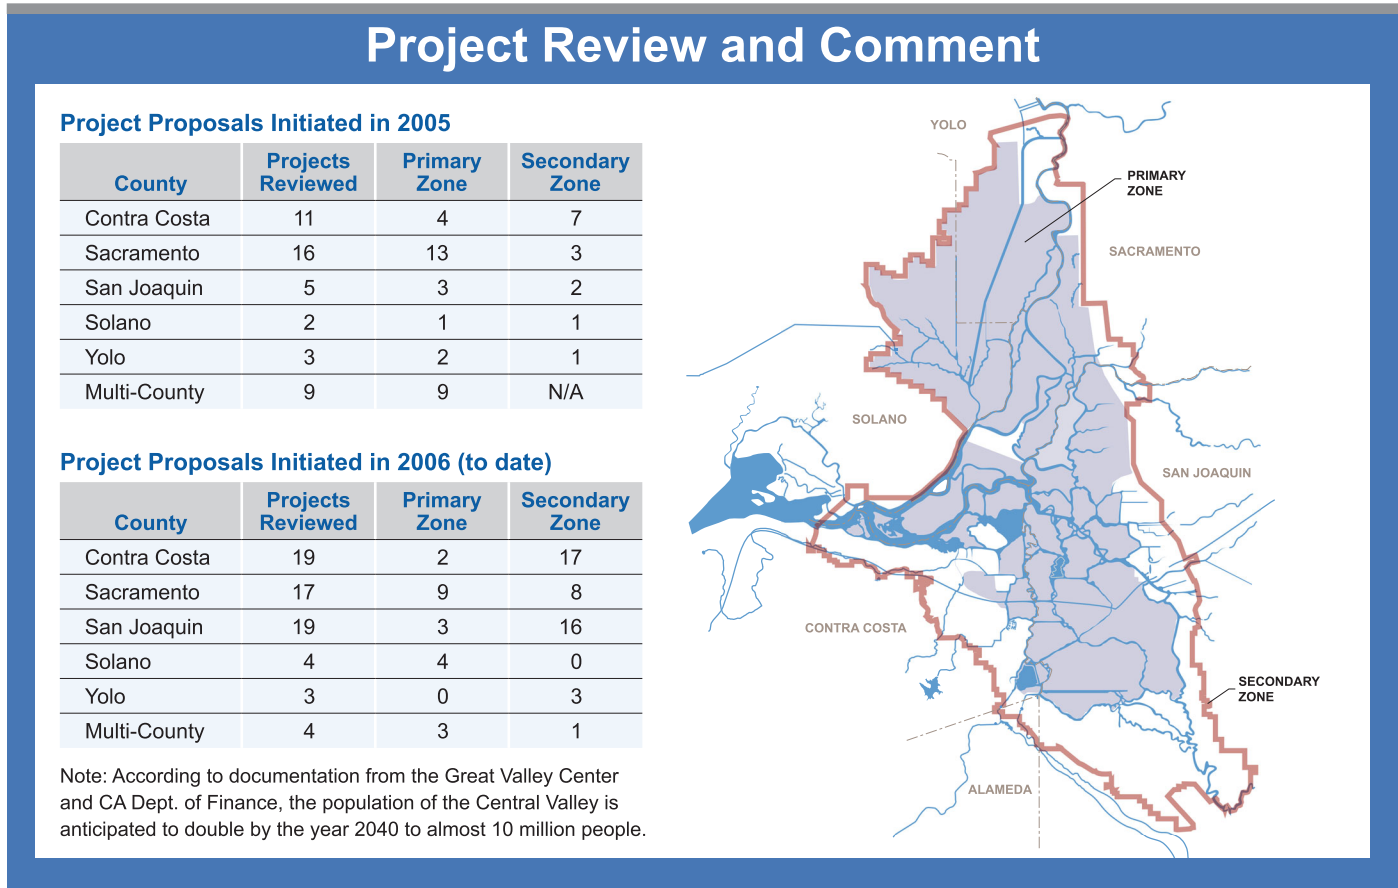 Project Review and Comment
Project Proposals Initiated in 2005
County Projects Reviewed Primary Zone Secondary Zone
Contra Costa 11 4 7
Sacramento 16 13 3
San Joaquin 5 3 2
Solano 2 1 1
Yolo 3 2 1
Multi-County 9 9 N/A
Project Proposals Initiated in 2006 (to date)
County Projects Reviewed Primary Zone Secondary Zone
Contra Costa 19 2 17
Sacramento 17 9 8
San Joaquin 19 3 16
Solano 4 4 0
Yolo 3 0 3
Multi-County 4 3 1
Note: According to documentation from the Great Valley Center
and CA Dept. of Finance, the population of the Central Valley is
anticipated to double by the year 2040 to almost 10 million people.
YOLO
PRIMARY
ZONE
SACRAMENTO
SOLANO
SAN JOAQUIN
CONTRA COSTA
SECONDARY
ZONE
ALAMEDA